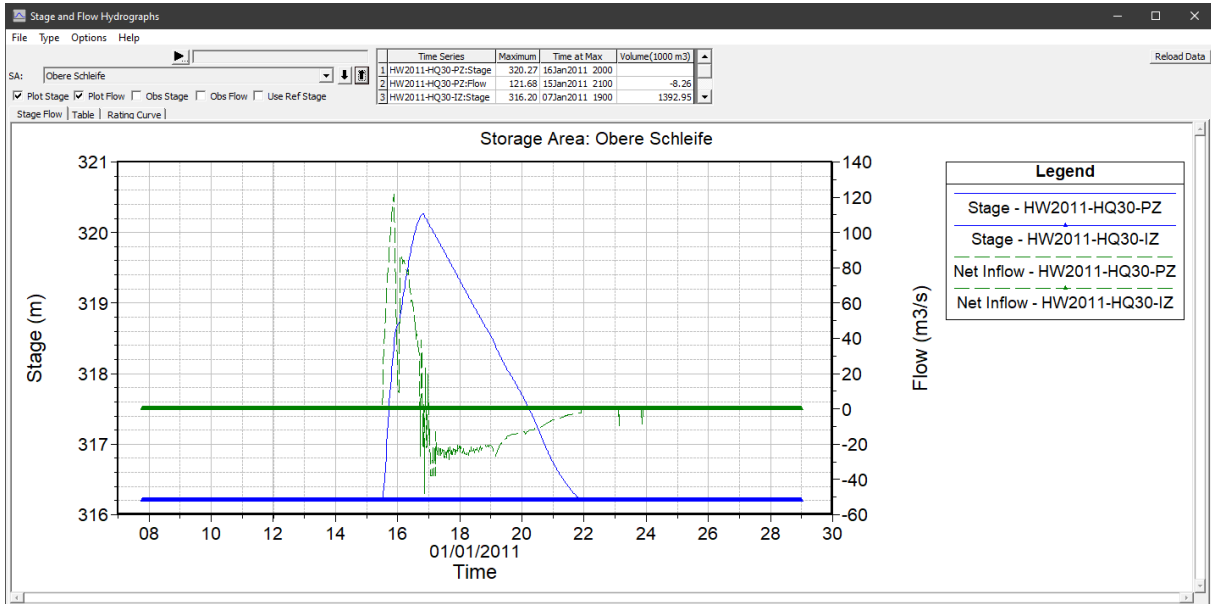 Stage and Flow Hydrographs
File Type Options Help
Reload Data
SA: Obere Schleife
Plot Stage Plot Flow Obs Stage Obs Flow Use Ref Stage
Time Series Maximum Time at Max Volume(1000 m3)
1 HW2011-HQ30-PZ:Stage 320.27 16Jan2011 2000
2 HW2011-HQ30-PZ:Flow 121.68 15Jan2011 2100 -8.26
3 HW2011-HQ30-IZ:Stage 316.20 07Jan2011 1900 1392.95
Stage Flow Table Rating Curve
Storage Area: Obere Schleife
321
320
319
318
317
316
Stage (m)
140
120
100
80
60
40
20
0
-20
-40
-60
Flow (m3/s)
08 10 12 14 16 18 20 22 24 26 28 30
01/01/2011
Time
Legend
Stage - HW2011-HQ30-PZ
Stage - HW2011-HQ30-IZ
Net Inflow - HW2011-HQ30-PZ
Net Inflow - HW2011-HQ30-IZ